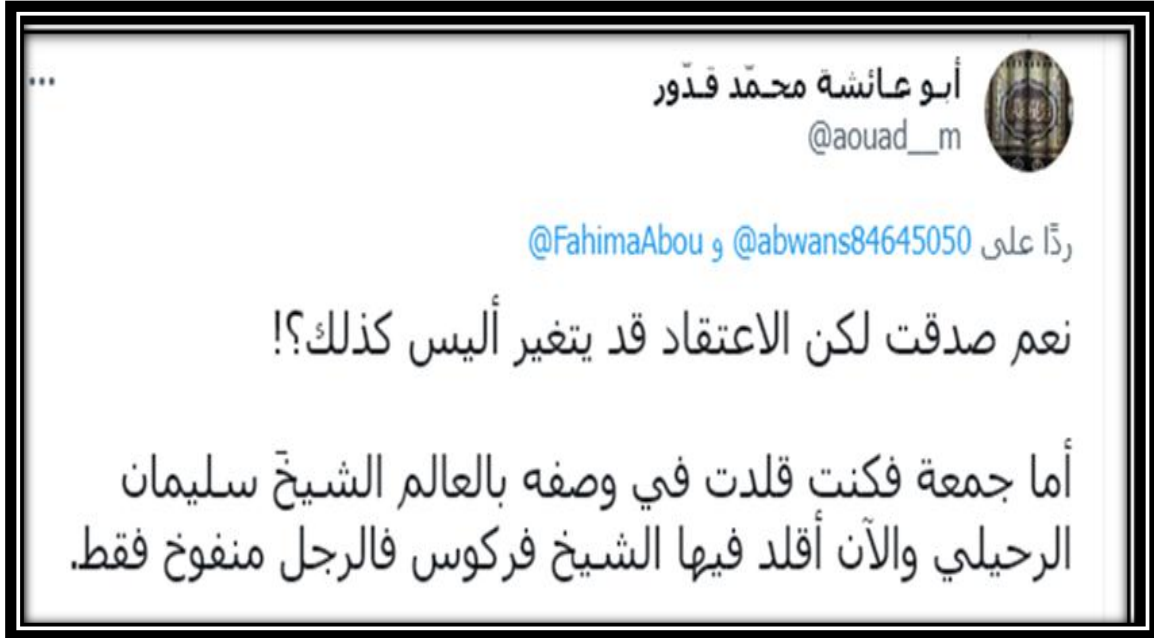 أبـو عـائشة محـمّد قـدّور
...
@aouad__m
ردًّا على @abwans84645050 و @FahimaAbou
نعم صدقت لكن الاعتقاد قد يتغير أليس كذلك؟!
أما جمعة فكنت قلدت في وصفه بالعالم الشيخَ سليمان
الرحيلي والآن أقلد فيها الشيخ فركوس فالرجل منفوخ فقط.